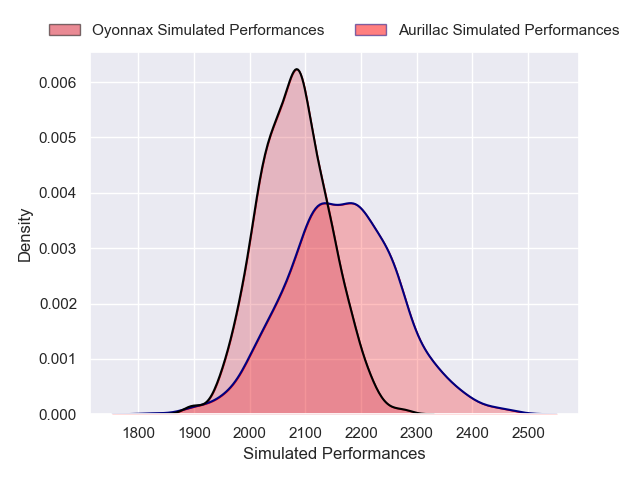 Oyonnax Simulated Performances Aurillac Simulated Performances
0.006
0.005
0.004
0.003
0.002
0.001
0.000
Density
1800 1900 2000 2100 2200 2300 2400 2500
Simulated Performances